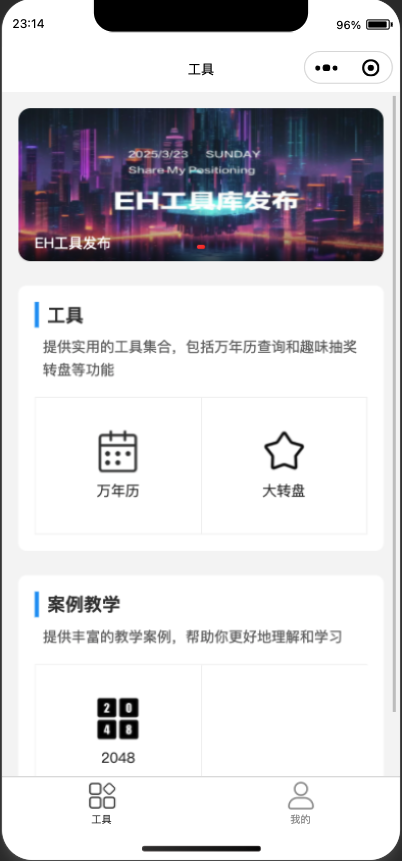 23:14
96%
工具
2025/3/23 SUNDAY
Share My Positioning
EH工具库发布
EH工具发布
工具
提供实用的工具集合，包括万年历查询和趣味抽奖
转盘等功能
万年历
大转盘
案例教学
提供丰富的教学案例，帮助你更好地理解和学习
2 0
4 8
2048
工具
我的